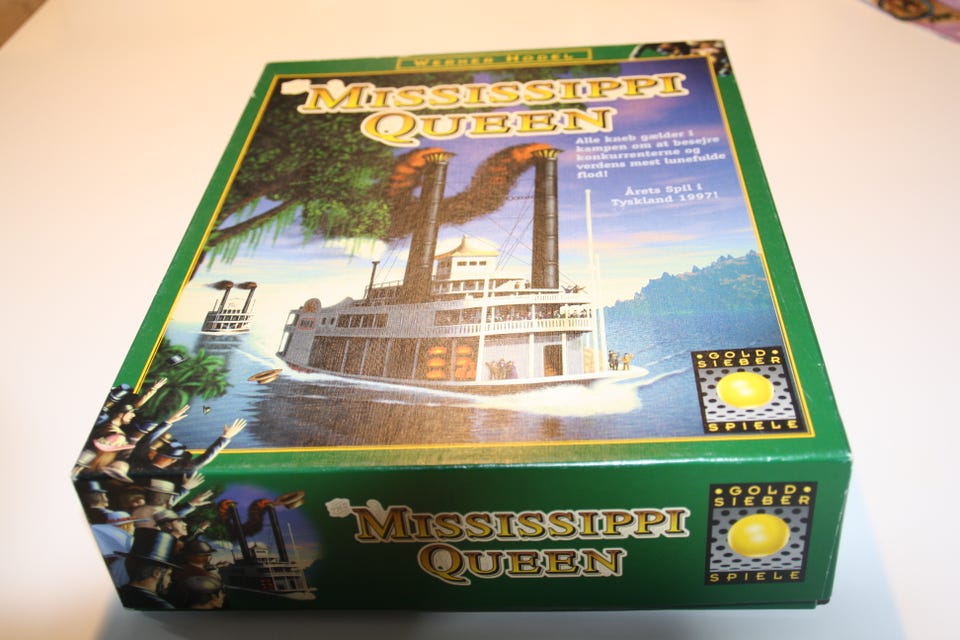 WERNER HODEL
MISSISSIPPI
QUEEN
Alle kneb gælder i
kampen om at besejre
konkurrenterne og
verdens mest lunefulde
flod!
Årets Spil i
Tyskland 1997!
GOLD
SIEBER
SPIELE
MISSISSIPPI
QUEEN
GOLD
SIEBER
SPIELE